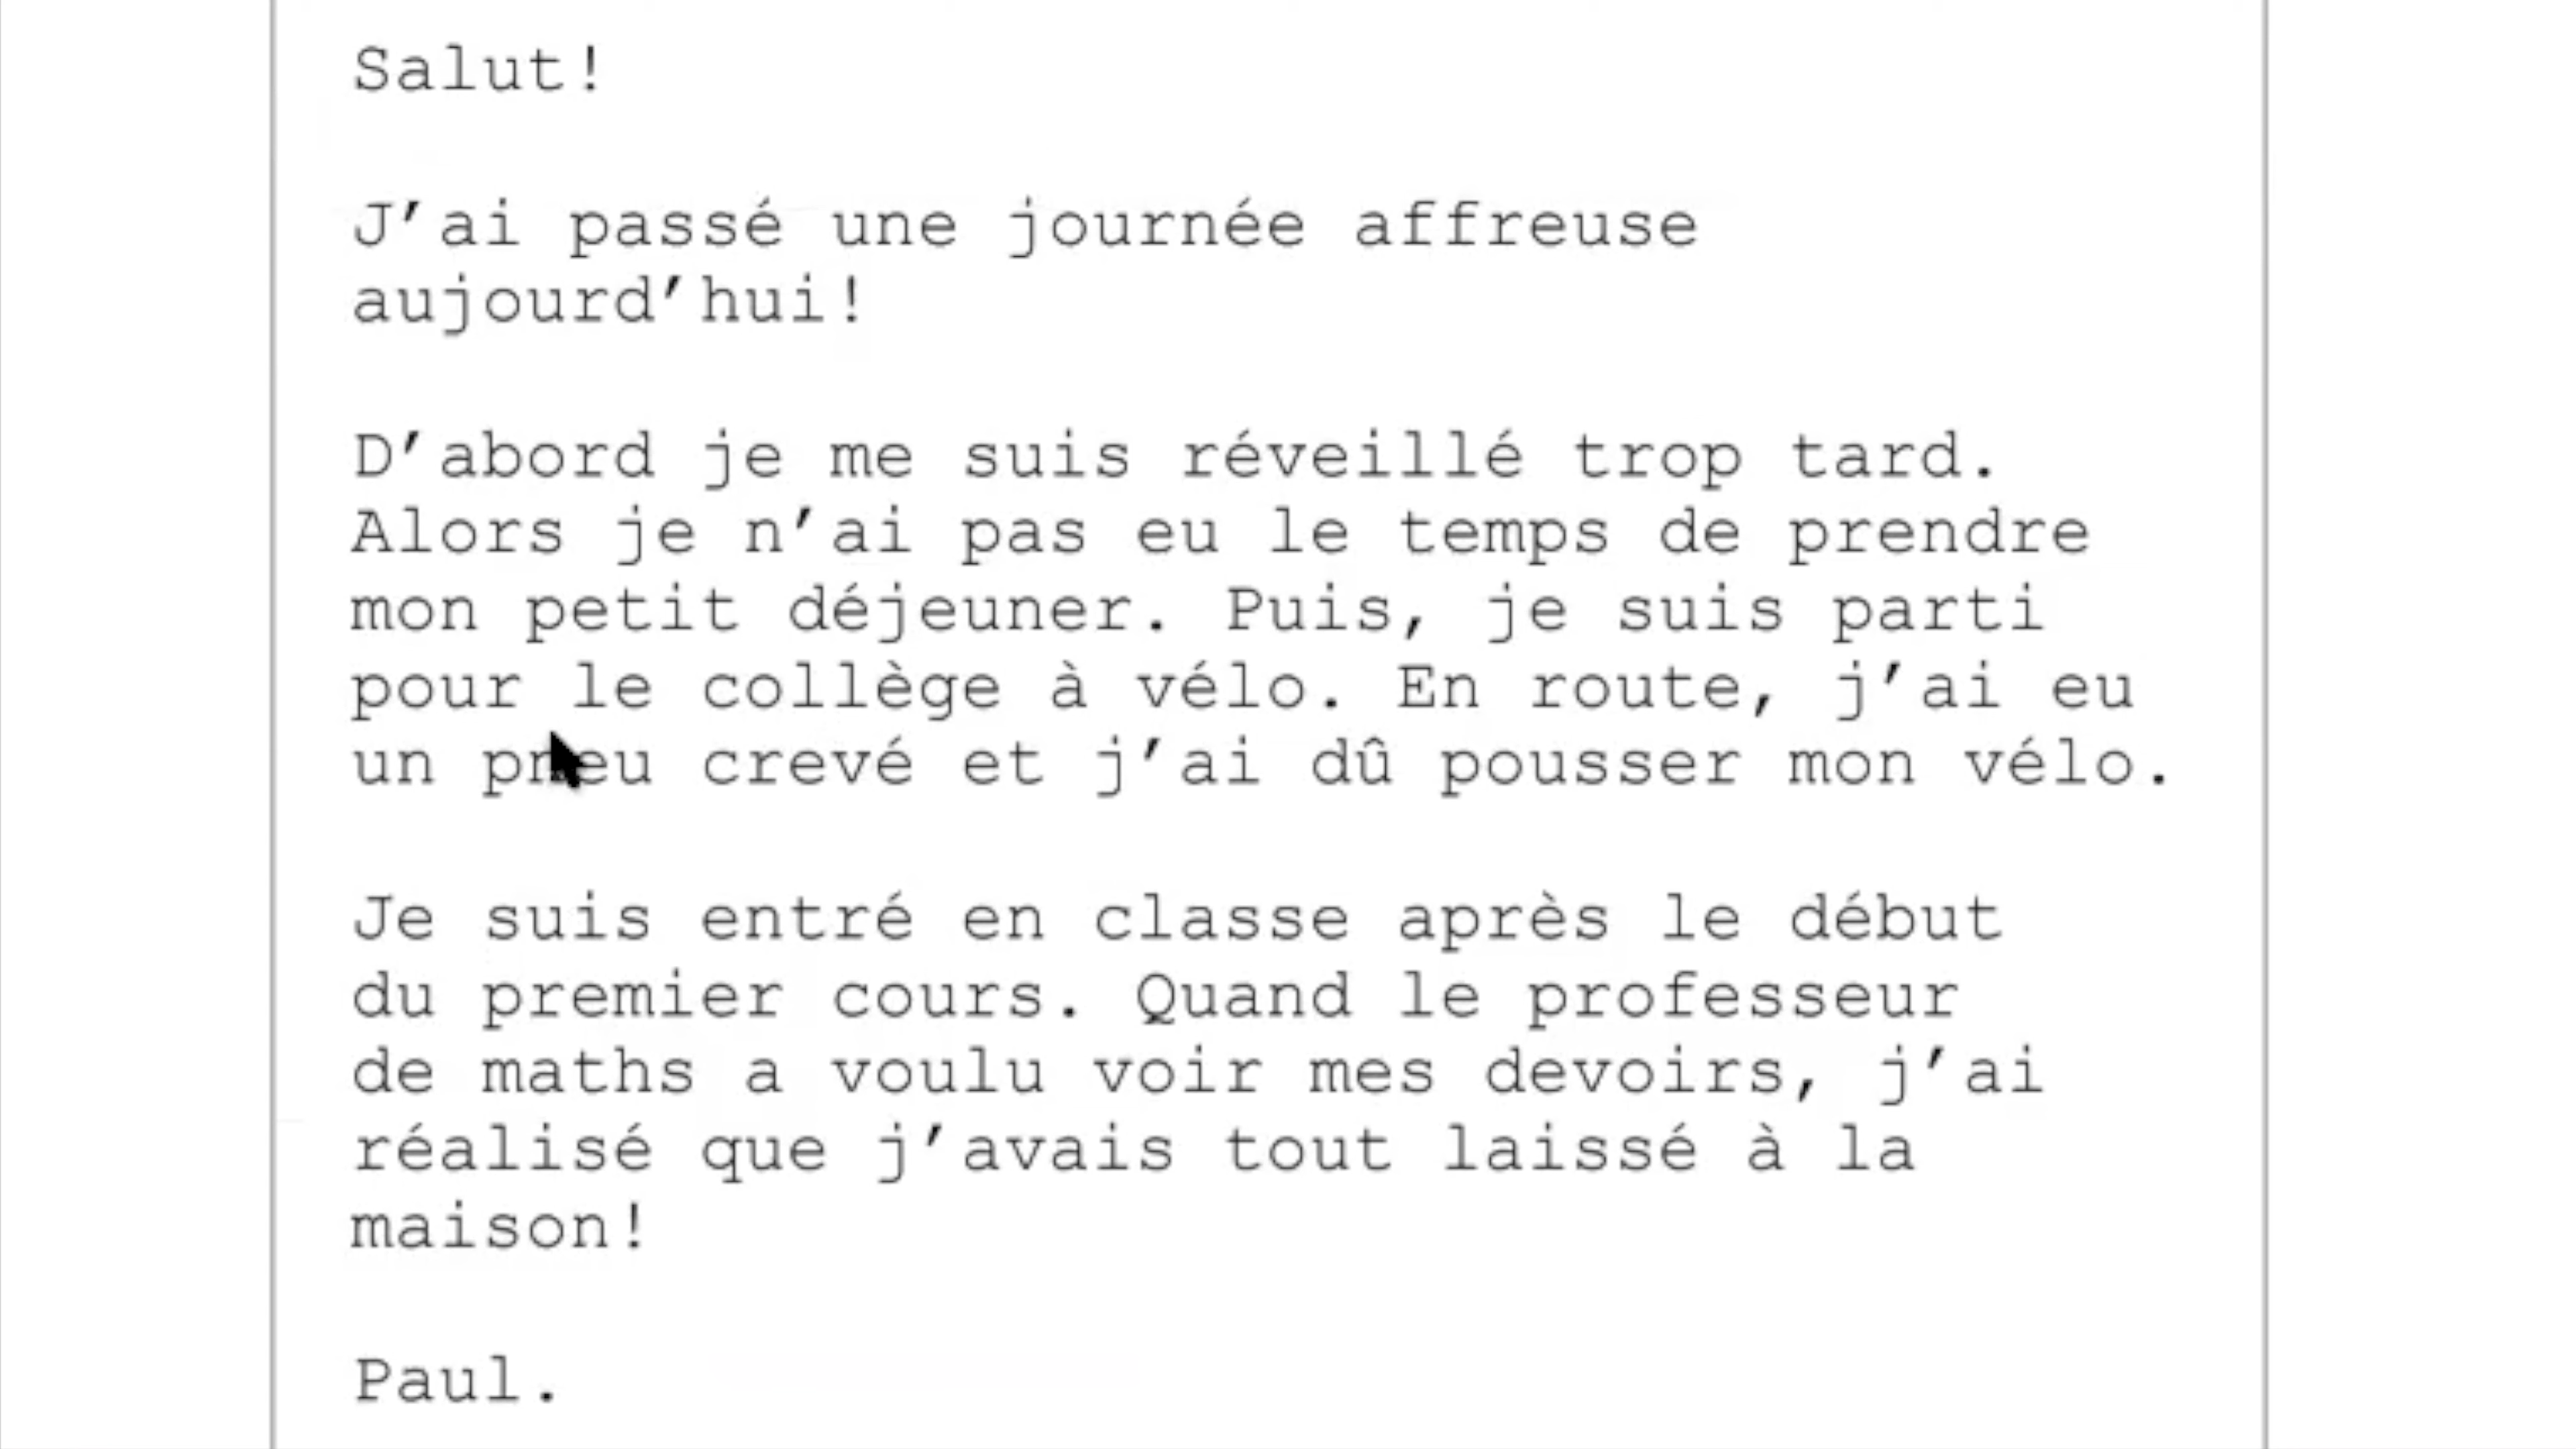 Salut!
J'ai passé une journée affreuse
aujourd'hui!
D'abord je me suis réveillé trop tard.
Alors je n'ai pas eu le temps de prendre
mon petit déjeuner. Puis, je suis parti
pour le collège à vélo. En route, j'ai eu
un pneu crevé et j'ai dû pousser mon vélo.
Je suis entré en classe après le début
du premier cours. Quand le professeur
de maths a voulu voir mes devoirs, j'ai
réalisé que j'avais tout laissé à la
maison!
Paul.